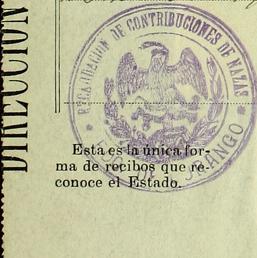 DIRECCION
RECAUDACION DE CONTRIBUCIONES DE NAZAS
DURANGO
Esta es la única for-
ma de recibos que re-
conoce el Estado.